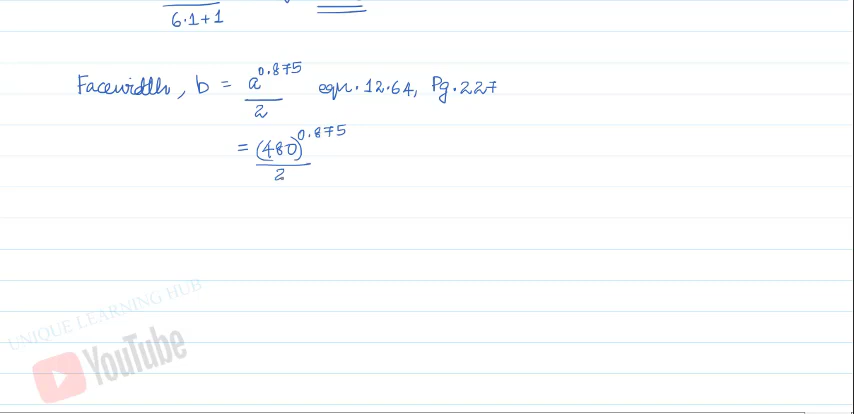 6.1+1
Facewidth, b = a^0.875 / 2 eqn. 12.64, Pg. 227
= (480)^0.875 / 2
UNIQUE LEARNING HUB
YouTube